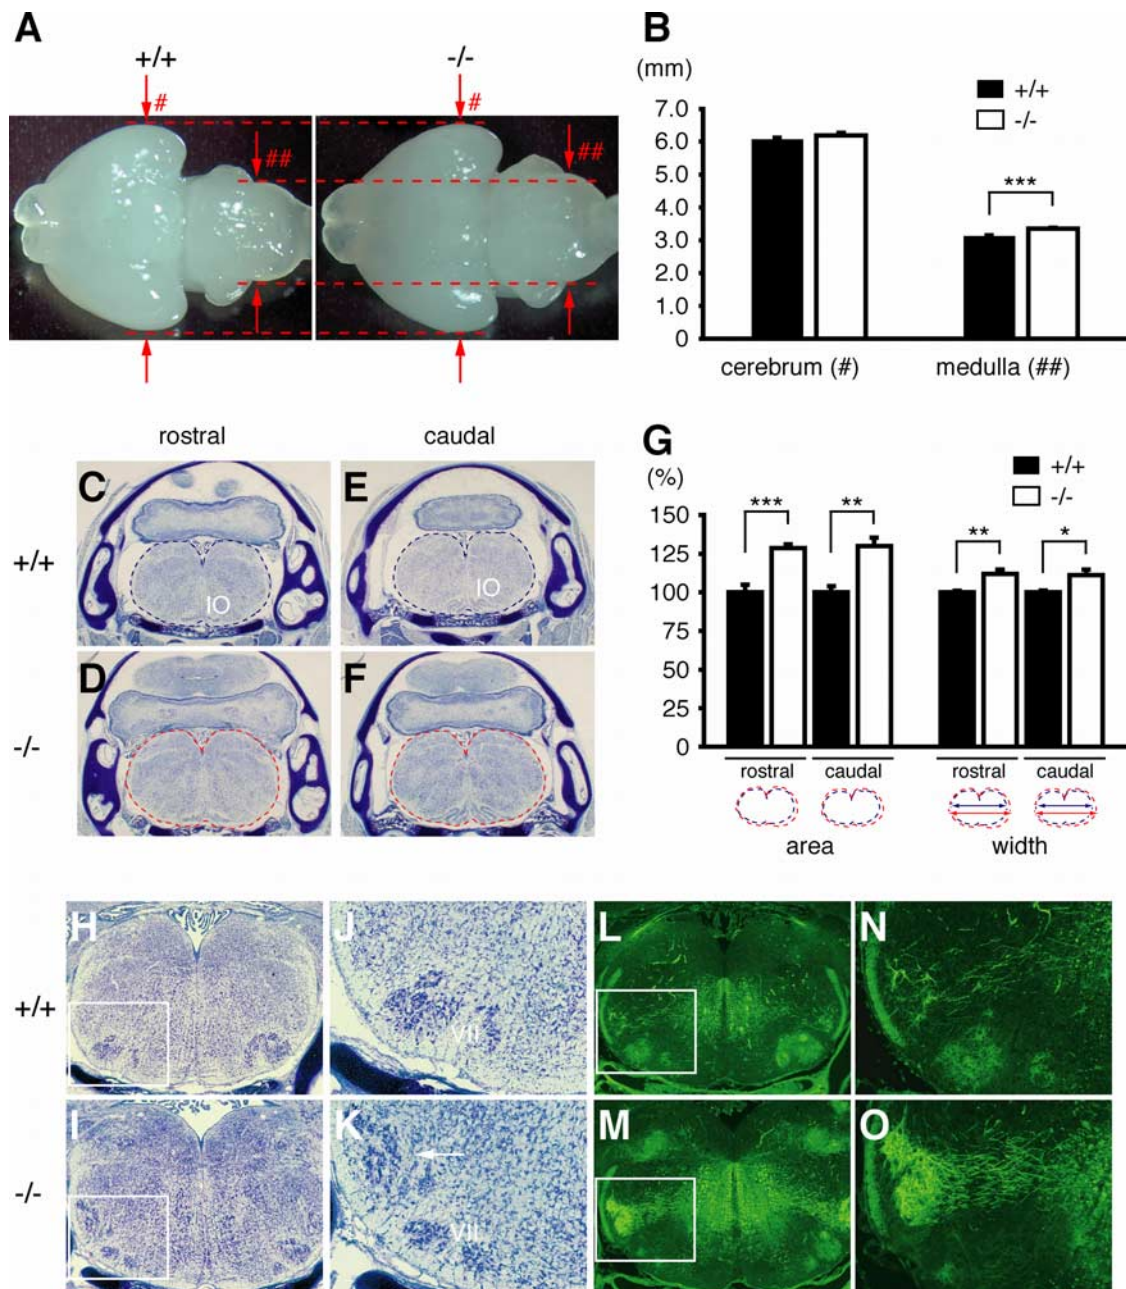 A
+/+
-/-
#
#
##
##
B
(mm)
+/+
-/-
7.0
6.0
5.0
4.0
3.0
2.0
1.0
0
***
cerebrum (#)
medulla (##)
rostral
caudal
C
E
+/+
IO
IO
D
F
-/-
G
(%)
+/+
-/-
150
125
100
75
50
25
0
***
**
**
*
rostral
caudal
rostral
caudal
area
width
H
J
L
N
+/+
VII
I
K
M
O
-/-
VII